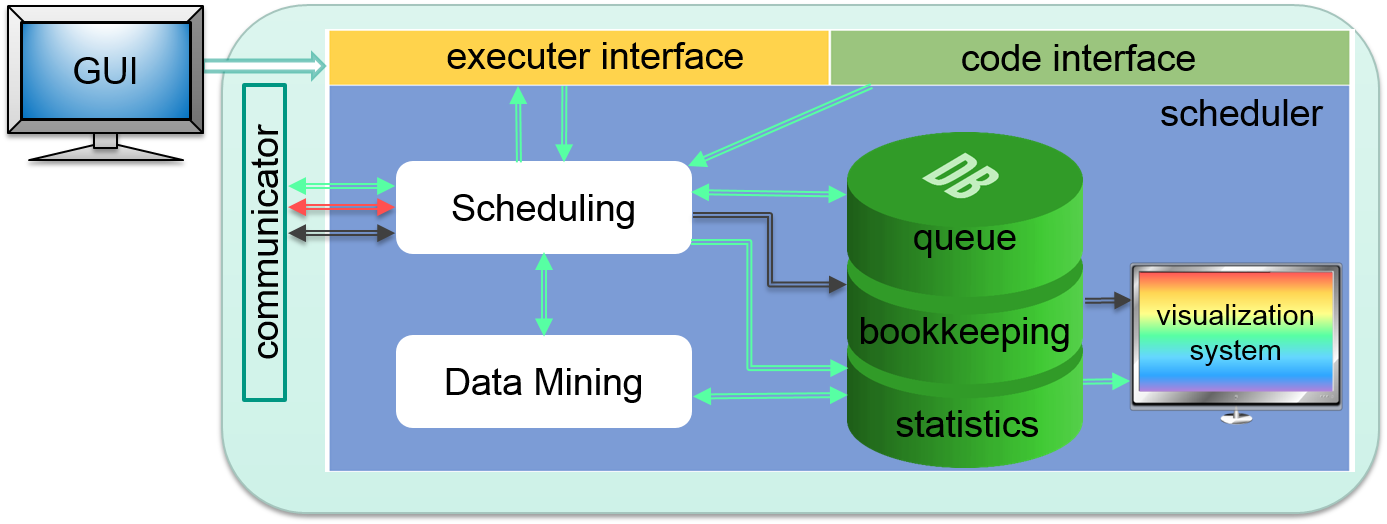 GUI
executer interface
code interface
scheduler
communicator
Scheduling
DB
queue
bookkeeping
visualization
system
Data Mining
statistics